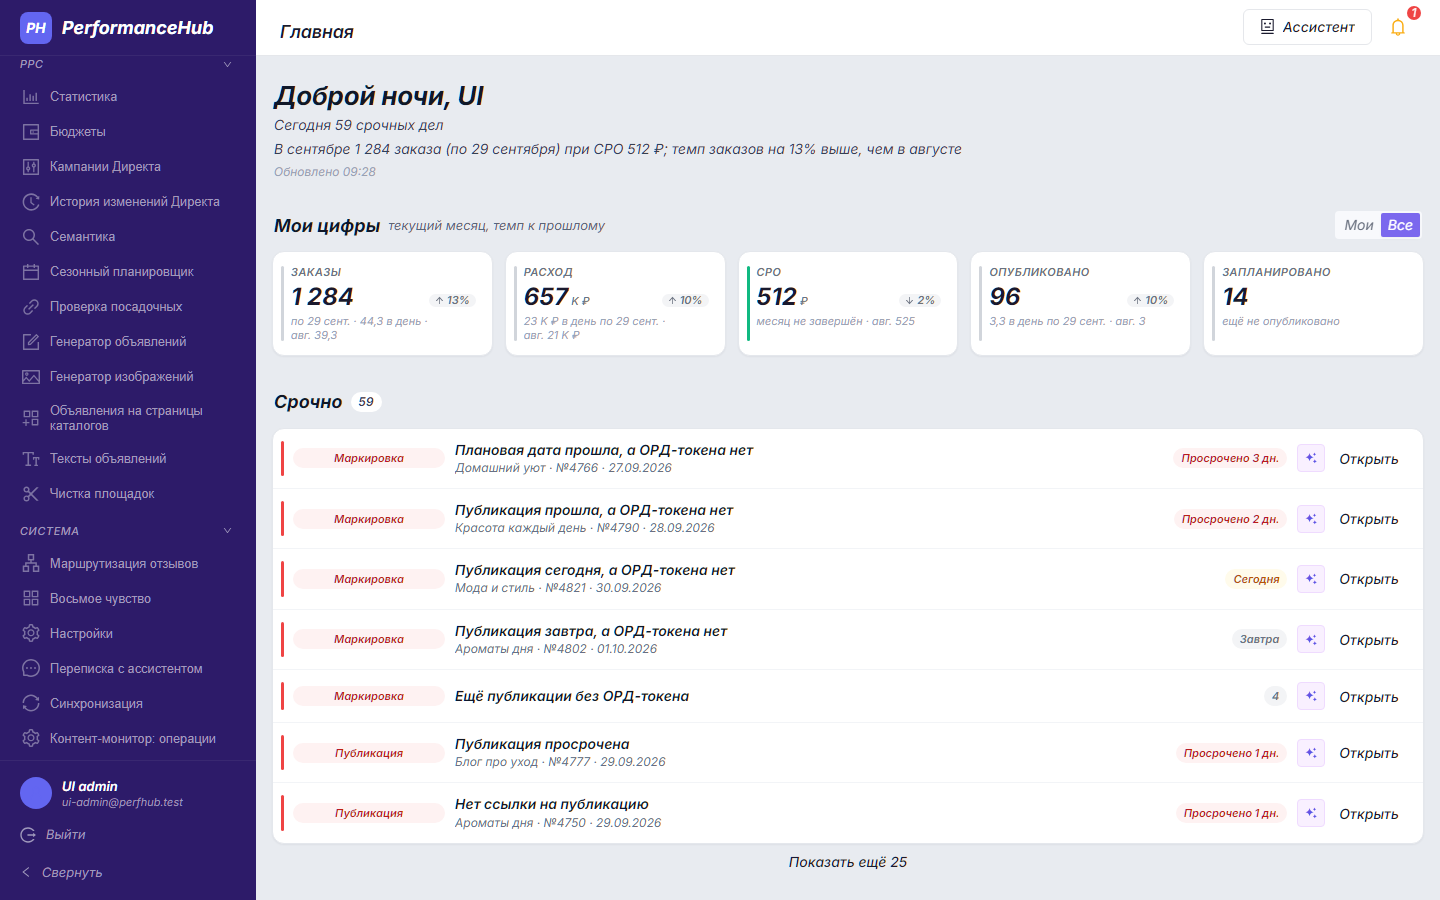 PH PerformanceHub
PPC
Статистика
Бюджеты
Кампании Директа
История изменений Директа
Семантика
Сезонный планировщик
Проверка посадочных
Генератор объявлений
Генератор изображений
Объявления на страницы
каталогов
Тексты объявлений
Чистка площадок
СИСТЕМА
Маршрутизация отзывов
Восьмое чувство
Настройки
Переписка с ассистентом
Синхронизация
Контент-монитор: операции
UI admin
ui-admin@perfhub.test
Выйти
Свернуть
Главная
Ассистент
1
Доброй ночи, UI
Сегодня 59 срочных дел
В сентябре 1 284 заказа (по 29 сентября) при CPO 512 ₽; темп заказов на 13% выше, чем в августе
Обновлено 09:28
Мои цифры текущий месяц, темп к прошлому
Мои Все
ЗАКАЗЫ
1 284 ↑ 13%
по 29 сент. · 44,3 в день ·
авг. 39,3
РАСХОД
657 К ₽ ↑ 10%
23 К ₽ в день по 29 сент. ·
авг. 21 К ₽
CPO
512 ₽ ↓ 2%
месяц не завершён · авг. 525
ОПУБЛИКОВАНО
96 ↑ 10%
3,3 в день по 29 сент. · авг. 3
ЗАПЛАНИРОВАНО
14
ещё не опубликовано
Срочно 59
Маркировка
Плановая дата прошла, а ОРД-токена нет
Домашний уют · №4766 · 27.09.2026
Просрочено 3 дн.
Открыть
Маркировка
Публикация прошла, а ОРД-токена нет
Красота каждый день · №4790 · 28.09.2026
Просрочено 2 дн.
Открыть
Маркировка
Публикация сегодня, а ОРД-токена нет
Мода и стиль · №4821 · 30.09.2026
Сегодня
Открыть
Маркировка
Публикация завтра, а ОРД-токена нет
Ароматы дня · №4802 · 01.10.2026
Завтра
Открыть
Маркировка
Ещё публикации без ОРД-токена
4
Открыть
Публикация
Публикация просрочена
Блог про уход · №4777 · 29.09.2026
Просрочено 1 дн.
Открыть
Публикация
Нет ссылки на публикацию
Ароматы дня · №4750 · 29.09.2026
Просрочено 1 дн.
Открыть
Показать ещё 25